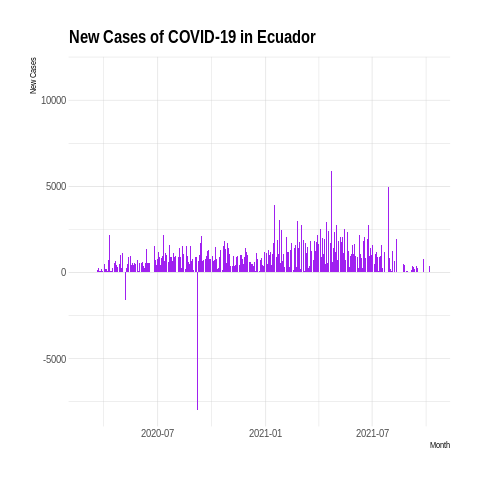 New Cases of COVID-19 in Ecuador
New Cases
10000
5000
0
-5000
2020-07
2021-01
2021-07
Month